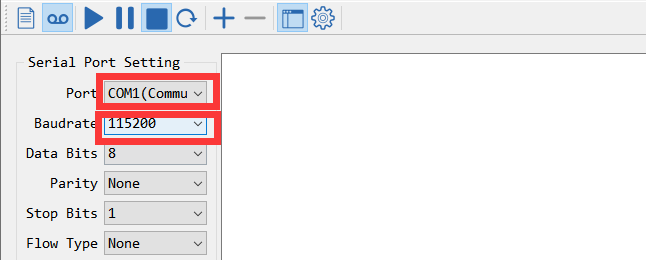 Serial Port Setting
Port COM1(Commu
Baudrate 115200
Data Bits 8
Parity None
Stop Bits 1
Flow Type None